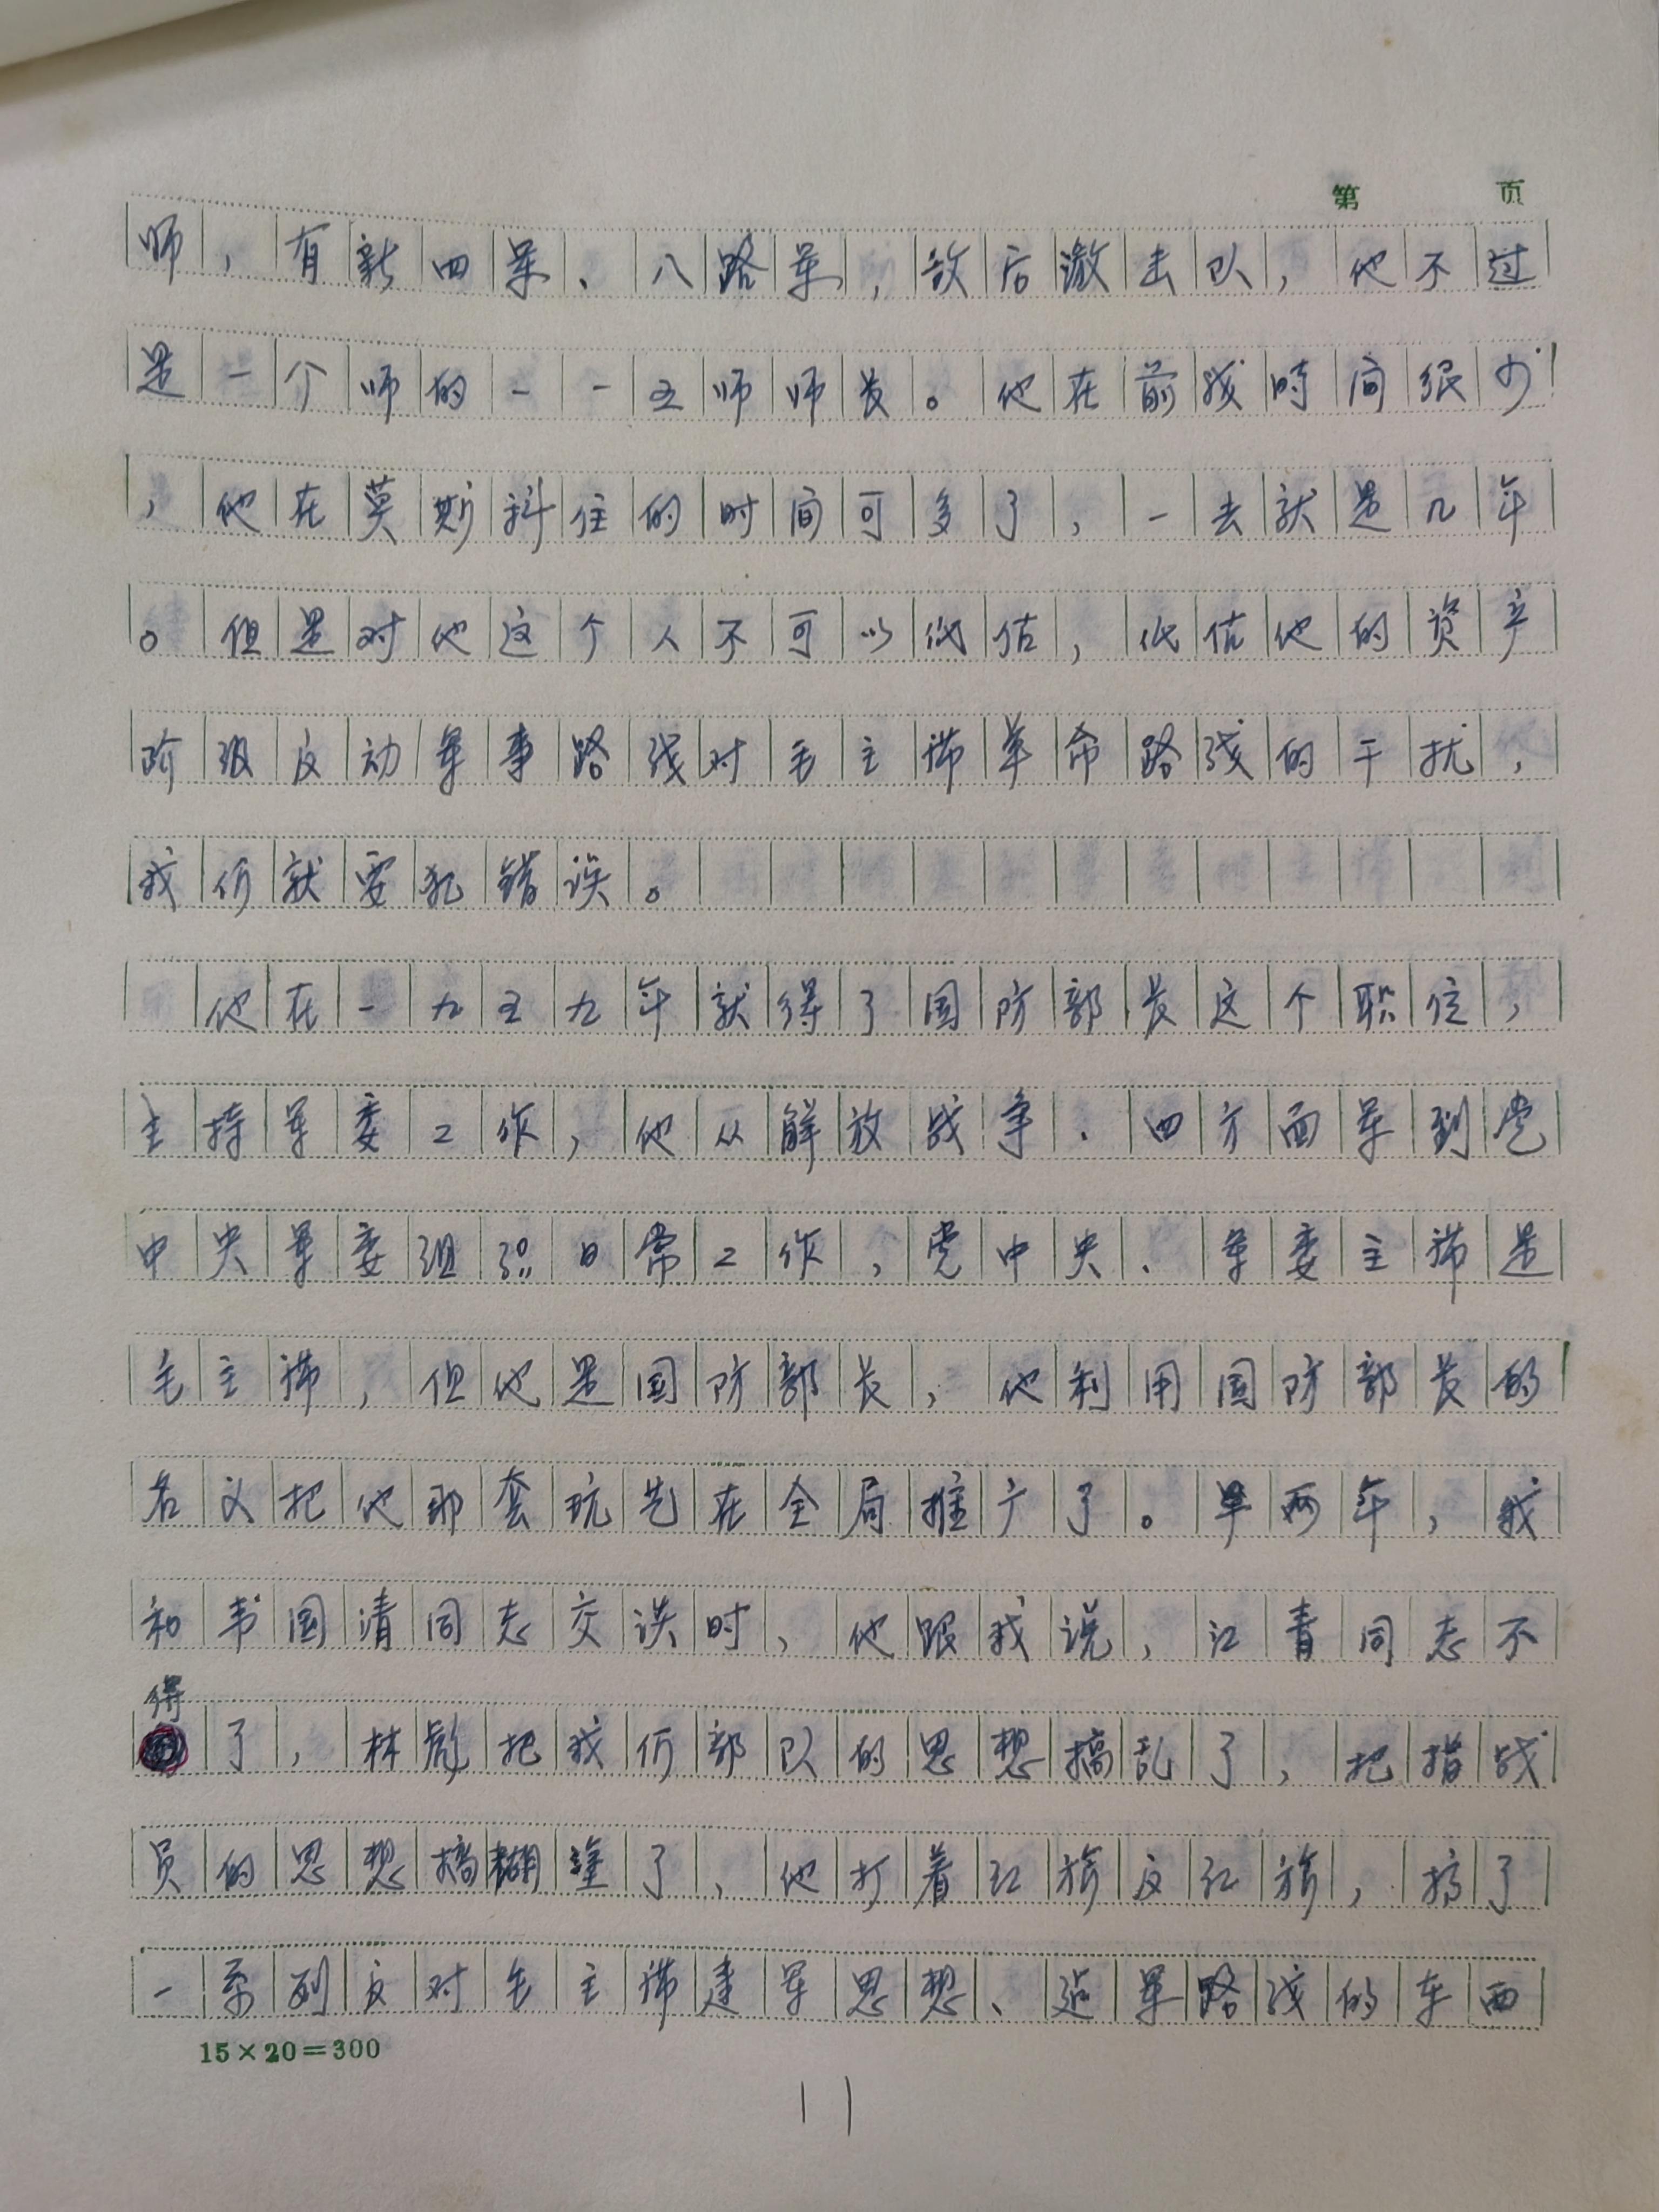 第 页
师，有新四军、八路军，敌后激击队，他不过
是一个师的一一五师师长。他在前线时间很少
，他在莫斯科住的时间可多了，一去就是几年
。但是对他这个人不可以低估，低估他的资产
阶级反动军事路线对毛主席革命路线的干扰，
我们就要犯错误。
他在一九五九年就得了国防部长这个职位，
主持军委工作，他从解放战争、四方面军到党
中央军委组织日常工作，党中央、军委主席是
毛主席，但他是国防部长，他利用国防部长的
名义把他那套玩艺在全局推广了。早两年，我
和韦国清同志交谈时，他跟我说，江青同志不
得
了，林彪把我们部队的思想搞乱了，把指战
员的思想搞糊塗了，他打着红旗反红旗，搞了
一系列反对毛主席建军思想、 军路线的东西
15×20=300
11